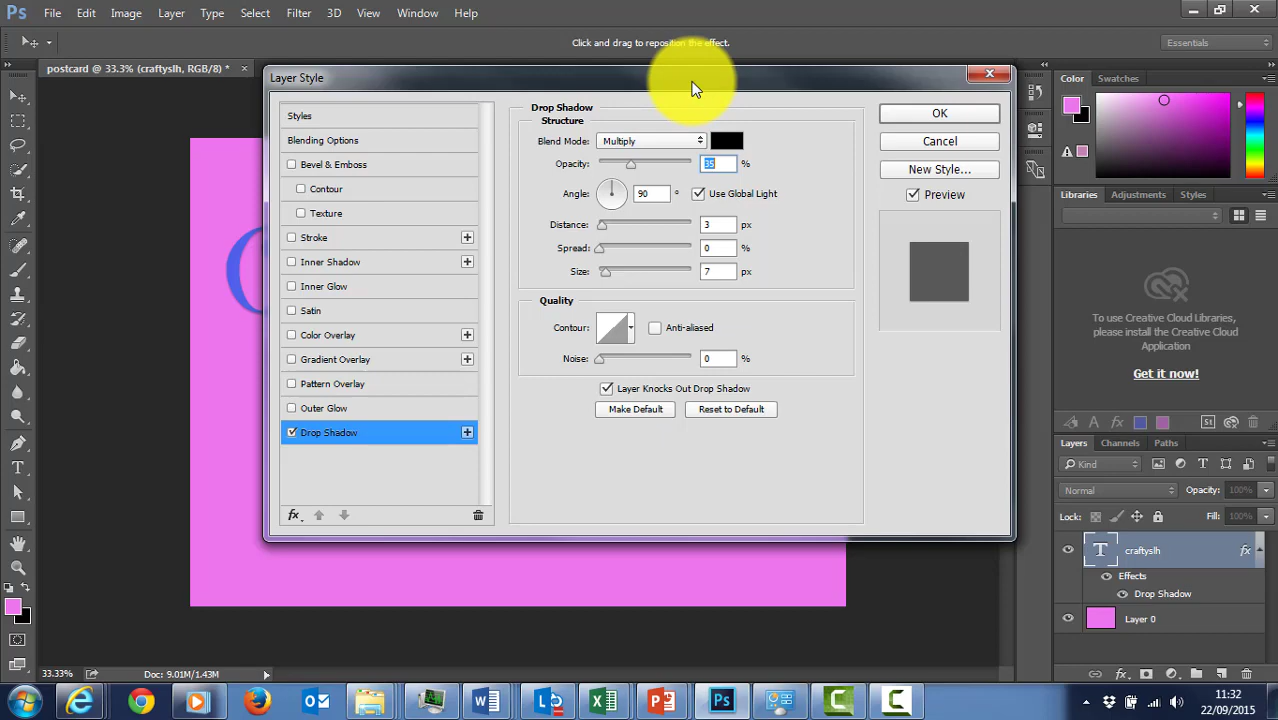 Ps File Edit Image Layer Type Select Filter 3D View Window Help
Click and drag to reposition the effect. Essentials
postcard @ 33.3% (craftyslh, RGB/8) * ×
Layer Style
Styles
Blending Options
Bevel & Emboss
Contour
Texture
Stroke
Inner Shadow
Inner Glow
Satin
Color Overlay
Gradient Overlay
Pattern Overlay
Outer Glow
Drop Shadow
fx
Drop Shadow
Structure
Blend Mode: Multiply
Opacity: 35 %
Angle: 90 ° Use Global Light
Distance: 3 px
Spread: 0 %
Size: 7 px
Quality
Contour: Anti-aliased
Noise: 0 %
Layer Knocks Out Drop Shadow
Make Default Reset to Default
OK
Cancel
New Style...
Preview
Color Swatches
Libraries Adjustments Styles
To use Creative Cloud Libraries,
please install the Creative Cloud
Application
Get it now!
A fx St
Layers Channels Paths
Kind T
Normal Opacity: 100%
Lock: Fill: 100%
T craftyslh fx
Effects
Drop Shadow
Layer 0
fx
T
33.33% Doc: 9.01M/1.43M
11:32
22/09/2015